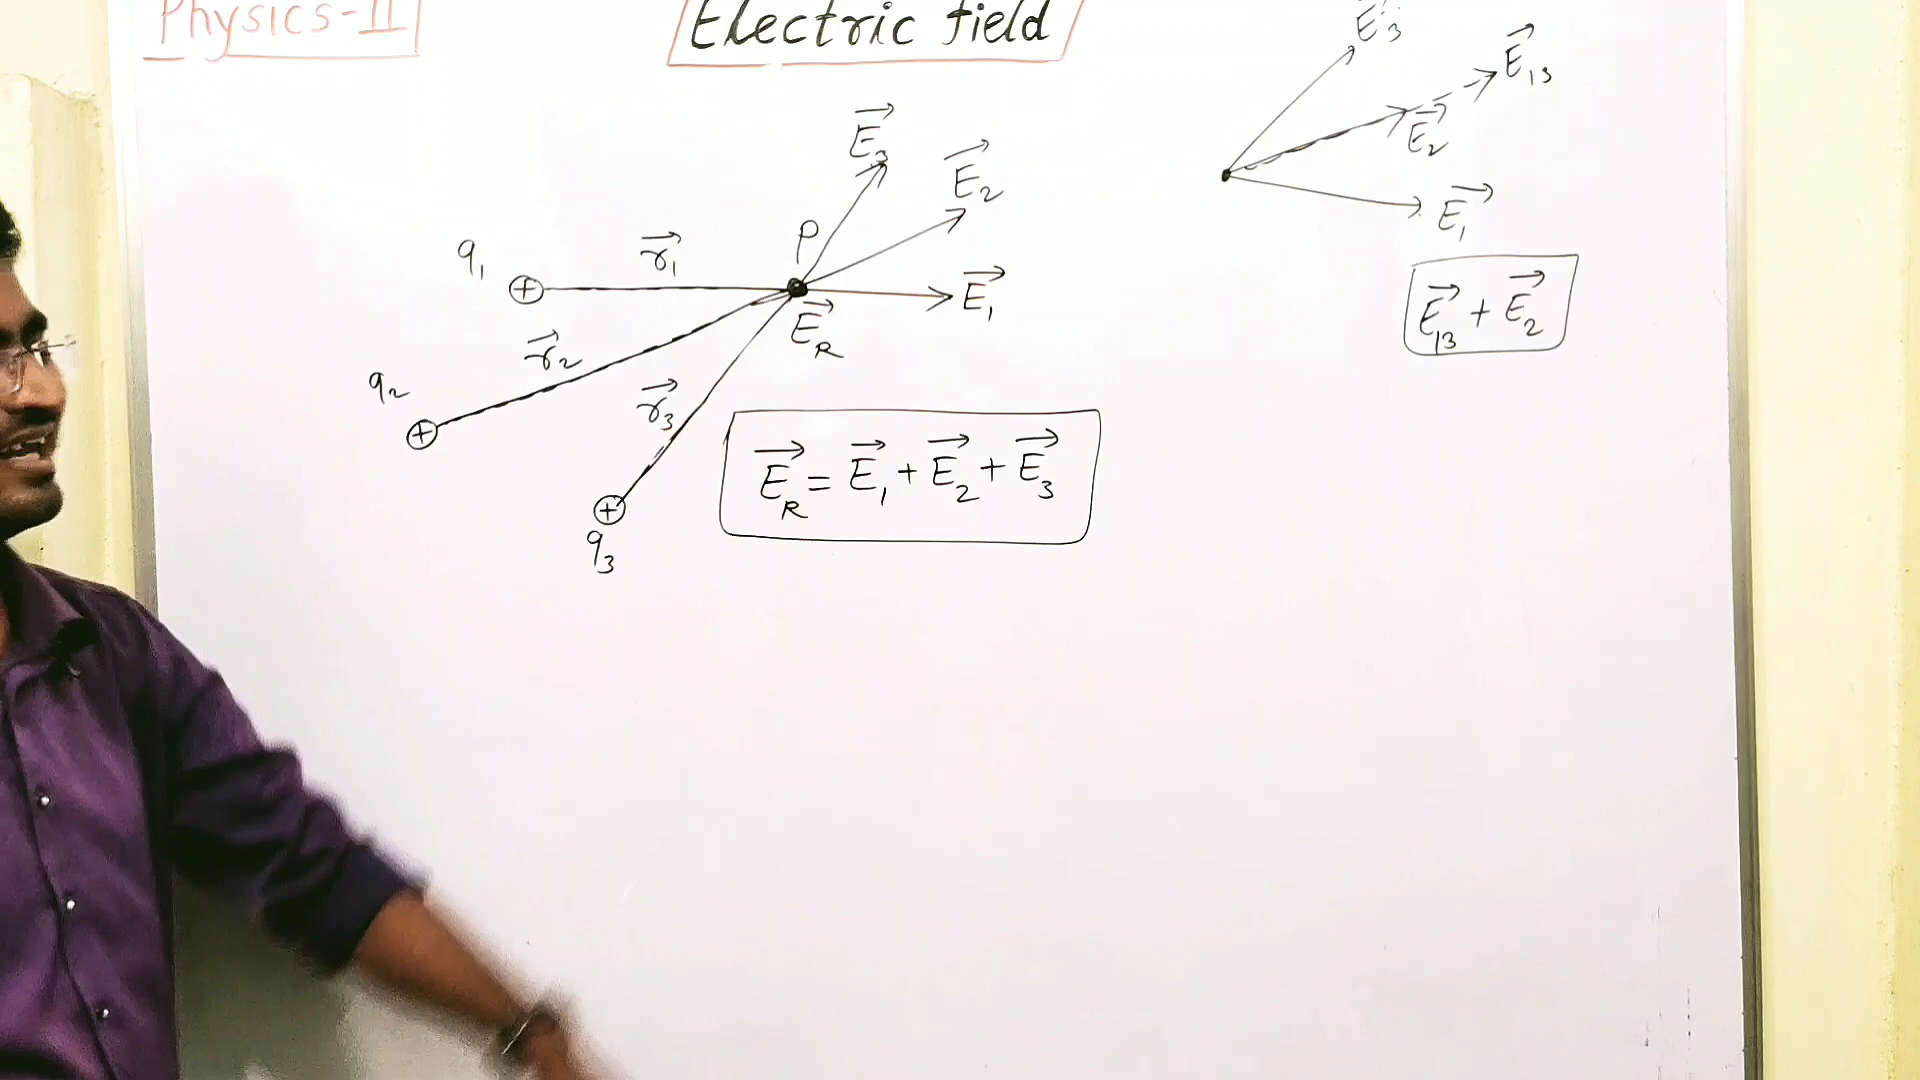 Physics-II
Electric field
E⃗3
E⃗13
E⃗2
E⃗1
E⃗13 + E⃗2
E⃗3
E⃗2
P
q1
r⃗1
E⃗1
E⃗R
r⃗2
q2
r⃗3
E⃗R = E⃗1 + E⃗2 + E⃗3
q3